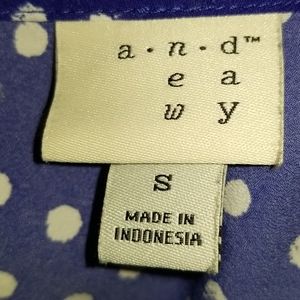 a·n·d™
e a
w y
S
MADE IN
INDONESIA